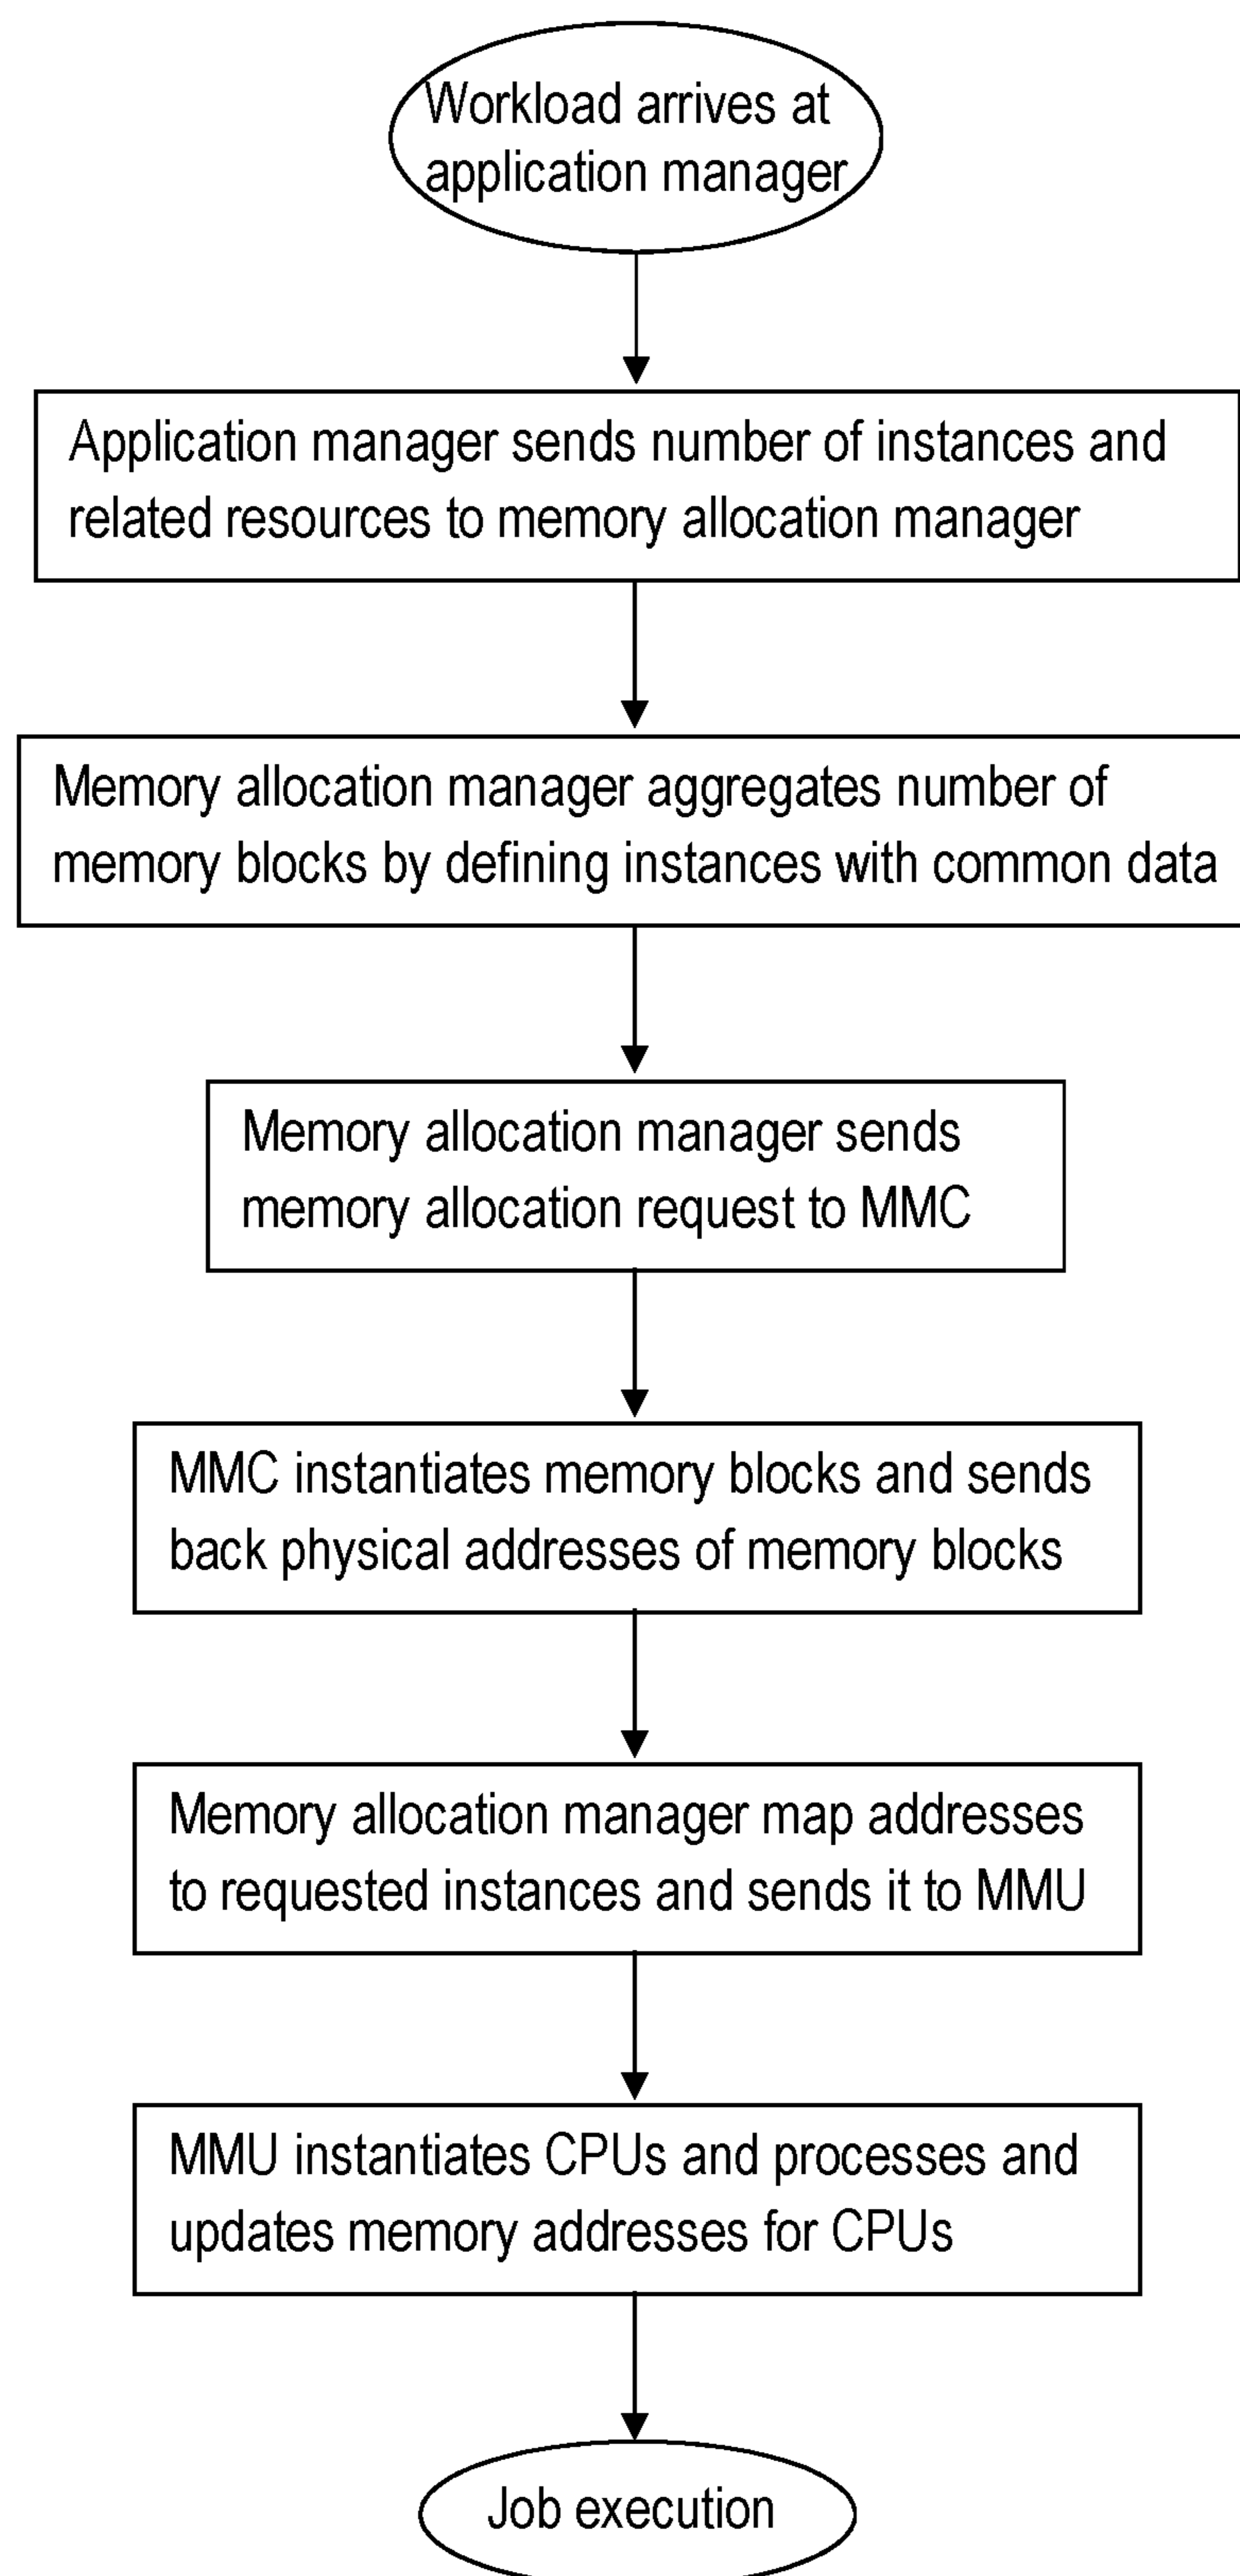 Workload arrives at
application manager
Application manager sends number of instances and
related resources to memory allocation manager
Memory allocation manager aggregates number of
memory blocks by defining instances with common data
Memory allocation manager sends
memory allocation request to MMC
MMC instantiates memory blocks and sends
back physical addresses of memory blocks
Memory allocation manager map addresses
to requested instances and sends it to MMU
MMU instantiates CPUs and processes and
updates memory addresses for CPUs
Job execution